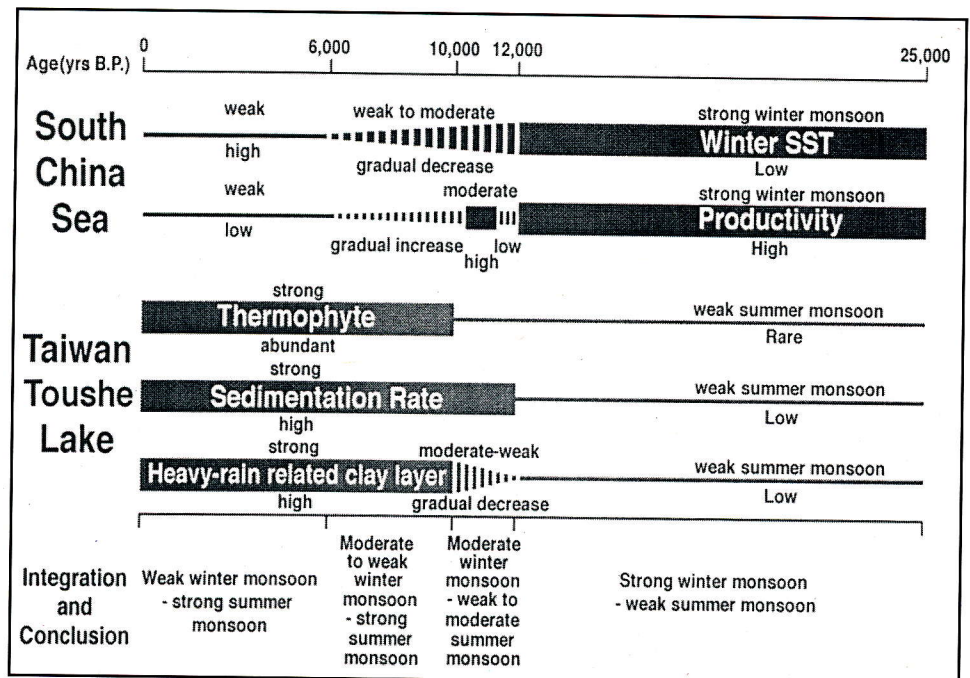 0 6,000 10,000 12,000 25,000
Age(yrs B.P.)
South
China
Sea
weak weak to moderate strong winter monsoon
Winter SST
high gradual decrease Low
weak moderate strong winter monsoon
Productivity
low gradual increase high low High
Taiwan
Toushe
Lake
strong weak summer monsoon
Thermophyte
abundant Rare
strong weak summer monsoon
Sedimentation Rate
high Low
strong moderate-weak weak summer monsoon
Heavy-rain related clay layer
high gradual decrease Low
Integration
and
Conclusion
Weak winter monsoon
- strong summer
monsoon
Moderate
to weak
winter
monsoon
- strong
summer
monsoon
Moderate
winter
monsoon
- weak to
moderate
summer
monsoon
Strong winter monsoon
- weak summer monsoon